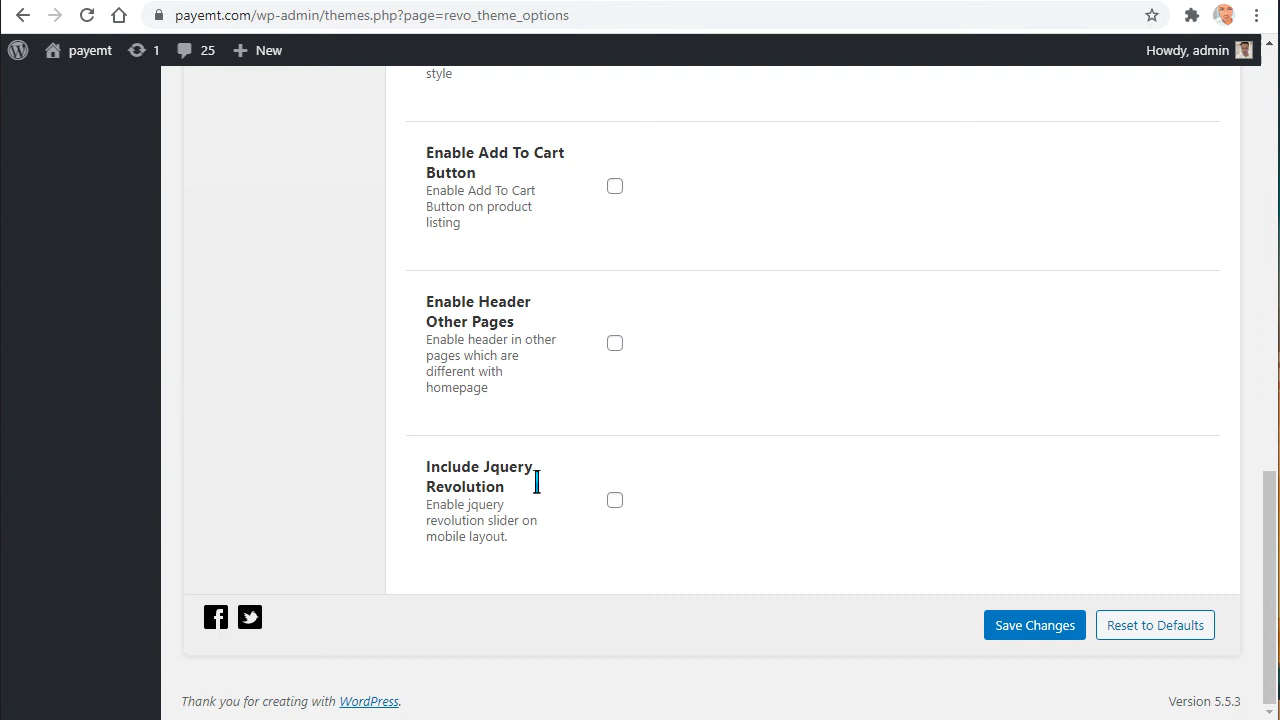 payemt.com/wp-admin/themes.php?page=revo_theme_options
payemt 1 25 New Howdy, admin
style
Enable Add To Cart
Button
Enable Add To Cart
Button on product
listing
Enable Header
Other Pages
Enable header in other
pages which are
different with
homepage
Include Jquery
Revolution
Enable jquery
revolution slider on
mobile layout.
Save Changes Reset to Defaults
Thank you for creating with WordPress. Version 5.5.3